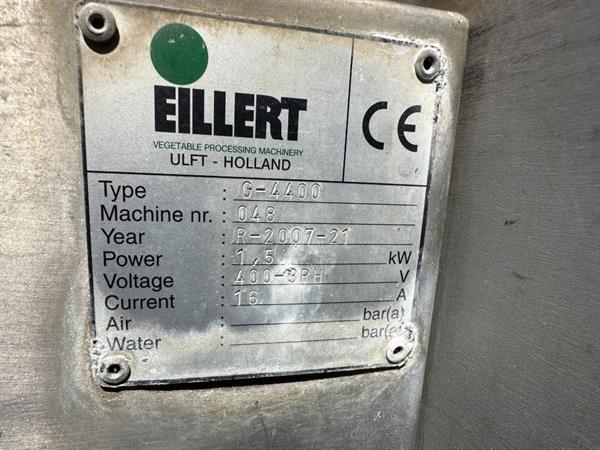 EILLERT
CE
VEGETABLE PROCESSING MACHINERY
ULFT - HOLLAND
Type : G-4400
Machine nr. : 048
Year : R-2007-21
Power : 1,5 kW
Voltage : 400-3PH V
Current : 16 A
Air : bar(a)
Water : bar(